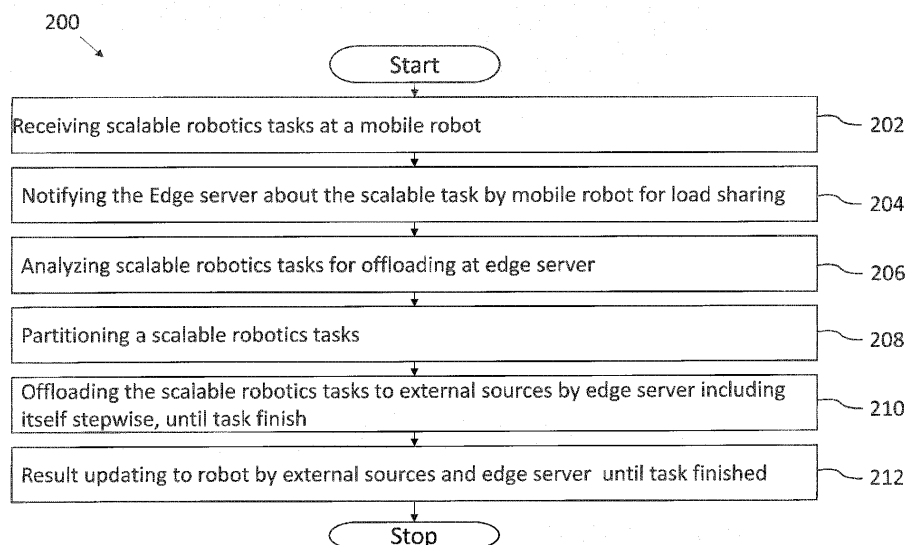 200
Start
Receiving scalable robotics tasks at a mobile robot
202
Notifying the Edge server about the scalable task by mobile robot for load sharing
204
Analyzing scalable robotics tasks for offloading at edge server
206
Partitioning a scalable robotics tasks
208
Offloading the scalable robotics tasks to external sources by edge server including
itself stepwise, until task finish
210
Result updating to robot by external sources and edge server until task finished
212
Stop